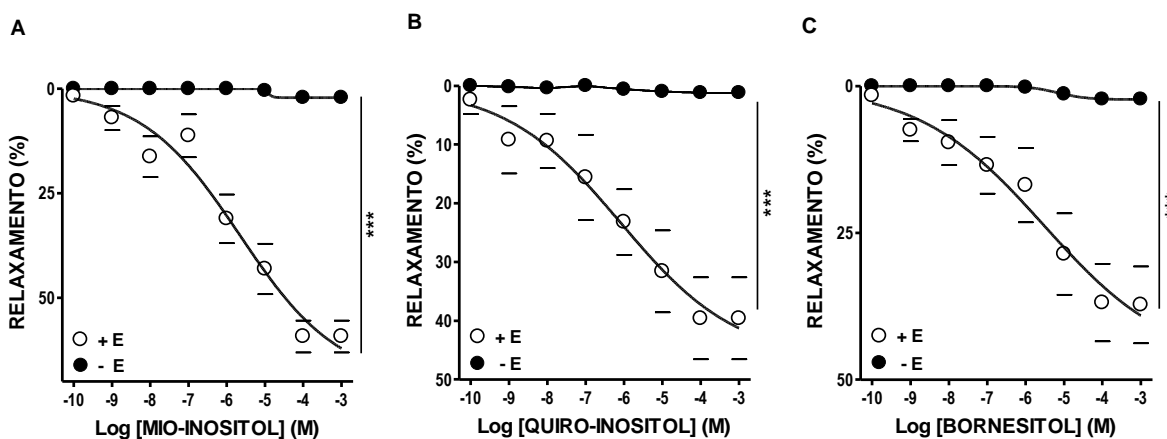 A
RELAXAMENTO (%)
0
25
50
+ E
- E
***
-10 -9 -8 -7 -6 -5 -4 -3
Log [MIO-INOSITOL] (M)
B
RELAXAMENTO (%)
0
10
20
30
40
50
+ E
- E
***
-10 -9 -8 -7 -6 -5 -4 -3
Log [QUIRO-INOSITOL] (M)
C
RELAXAMENTO (%)
0
25
50
+ E
- E
-10 -9 -8 -7 -6 -5 -4 -3
Log [BORNESITOL] (M)